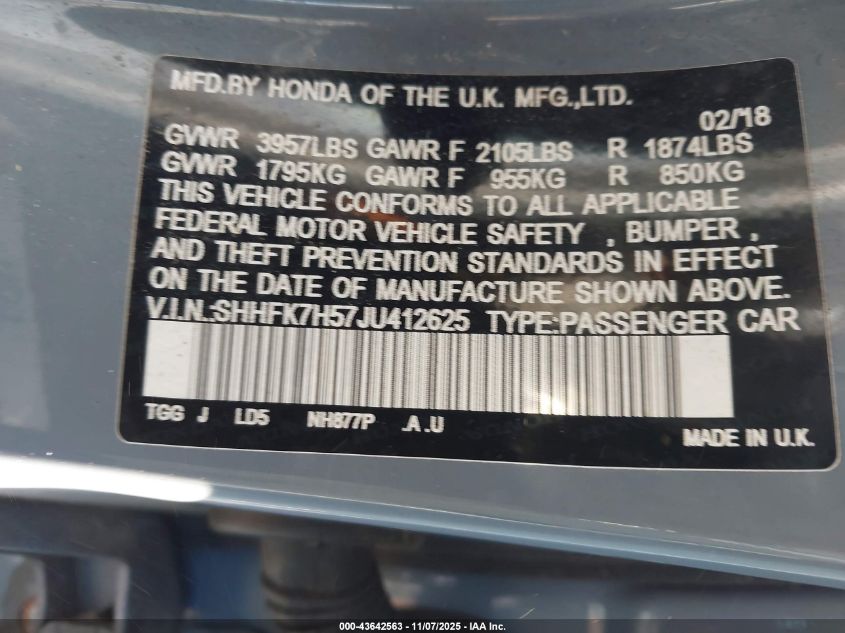 MFD.BY HONDA OF THE U.K. MFG.,LTD.
02/18
GVWR 3957LBS GAWR F 2105LBS R 1874LBS
GVWR 1795KG GAWR F 955KG R 850KG
THIS VEHICLE CONFORMS TO ALL APPLICABLE
FEDERAL MOTOR VEHICLE SAFETY , BUMPER ,
AND THEFT PREVENTION STANDARDS IN EFFECT
ON THE DATE OF MANUFACTURE SHOWN ABOVE.
V.I.N.:SHHFK7H57JU412625 TYPE:PASSENGER CAR
TGG J LD5 NH877P .A .U
MADE IN U.K.
000-43642563 - 11/07/2025 - IAA Inc.